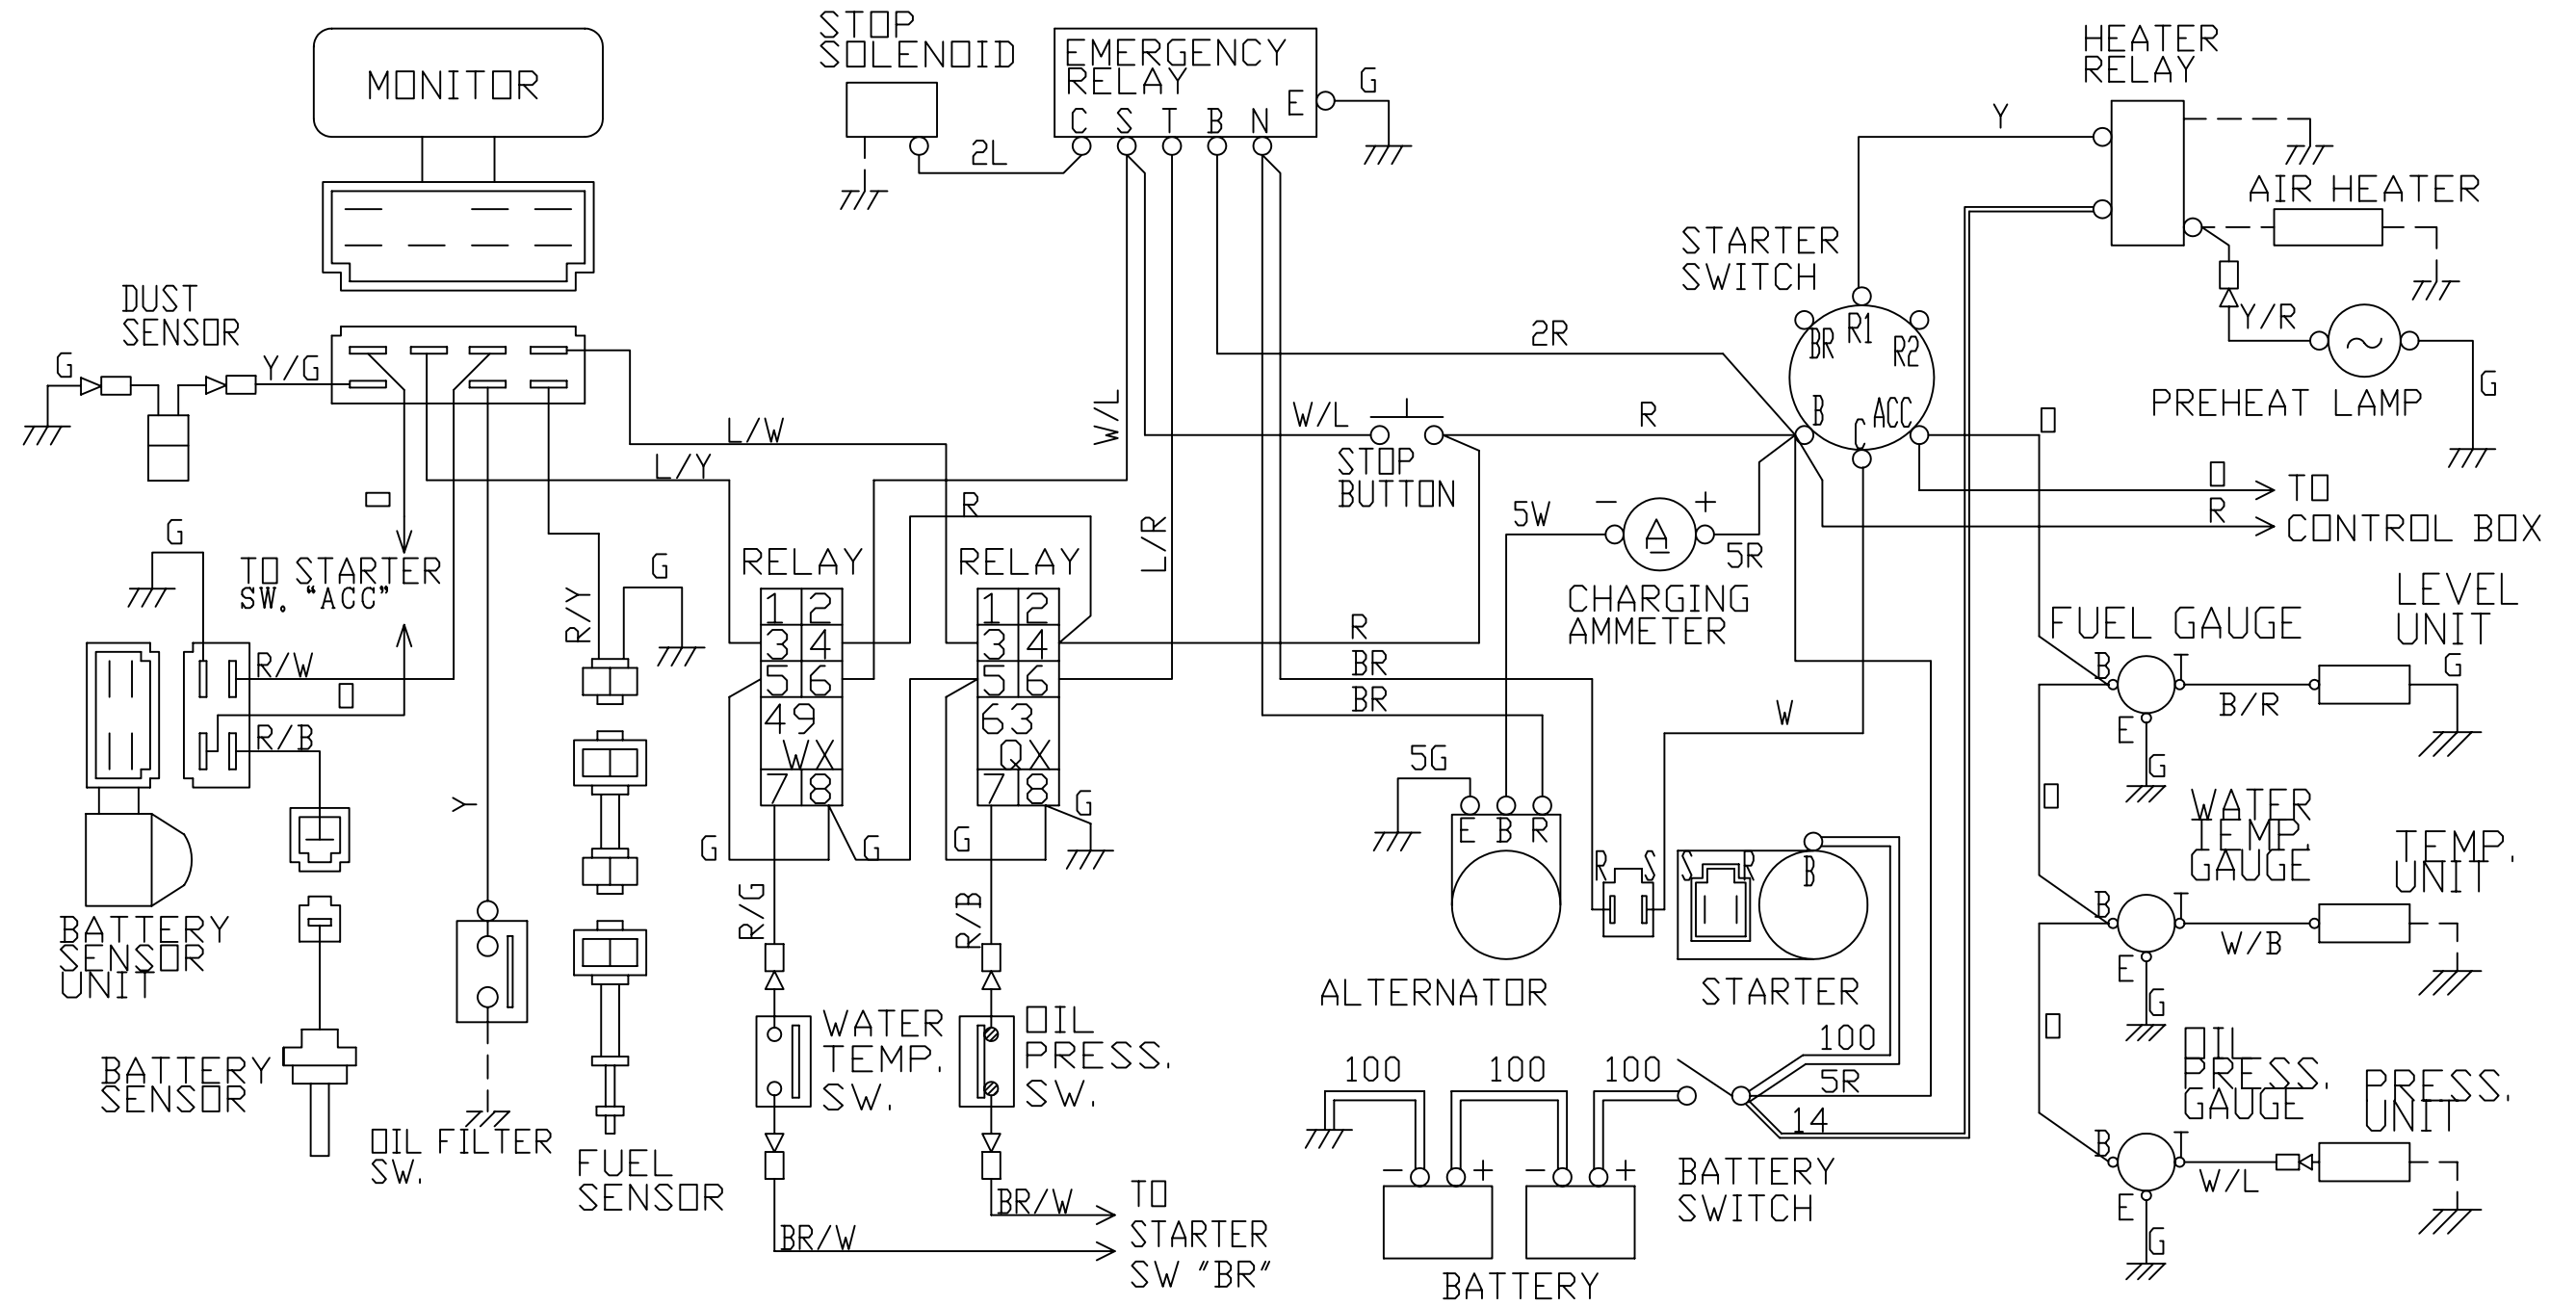 MONITOR
STOP
SOLENOID
2L
EMERGENCY
RELAY
C S T B N
E
G
HEATER
RELAY
Y
AIR HEATER
STARTER
SWITCH
BR
R1
R2
B
C
ACC
Y/R
PREHEAT LAMP
G
DUST
SENSOR
G
Y/G
2R
L/W
L/Y
W/L
W/L
R
STOP
BUTTON
O
O
R
TO
CONTROL BOX
O
G
TO STARTER
SW. "ACC"
R
L/R
5W
-
+
A
5R
CHARGING
AMMETER
RELAY
1 2
3 4
5 6
49
WX
7 8
RELAY
1 2
3 4
5 6
63
QX
7 8
R/Y
G
R
BR
BR
W
FUEL GAUGE
LEVEL
UNIT
B
T
E
G
B/R
G
R/W
O
R/B
Y
G
G
G
G
5G
E B R
ALTERNATOR
R S
S R
B
STARTER
O
WATER
TEMP.
GAUGE
TEMP.
UNIT
B
T
E
G
W/B
BATTERY
SENSOR
UNIT
BATTERY
SENSOR
OIL FILTER
SW.
FUEL
SENSOR
R/G
R/B
WATER
TEMP.
SW.
OIL
PRESS.
SW.
BR/W
BR/W
TO
STARTER
SW "BR"
100
100
100
100
5R
14
- +
- +
BATTERY
BATTERY
SWITCH
O
OIL
PRESS.
GAUGE
PRESS.
UNIT
B
T
E
G
W/L